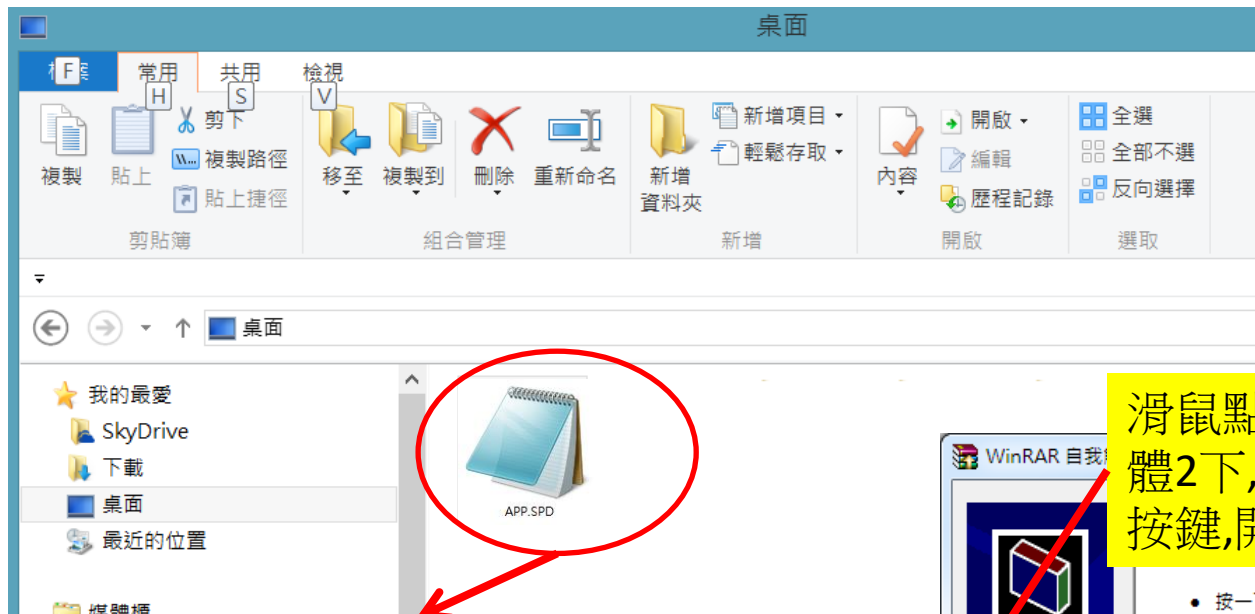 桌面
F
常用 共用 檢視
H S V
複製
貼上
剪下
複製路徑
貼上捷徑
移至
複製到
刪除
重新命名
新增
資料夾
新增項目
輕鬆存取
內容
開啟
編輯
歷程記錄
全選
全部不選
反向選擇
剪貼簿 組合管理 新增 開啟 選取
桌面
我的最愛
SkyDrive
下載
桌面
最近的位置
媒體櫃
APP.SPD
WinRAR 自我
滑鼠點
體2下,
按鍵,開
按一